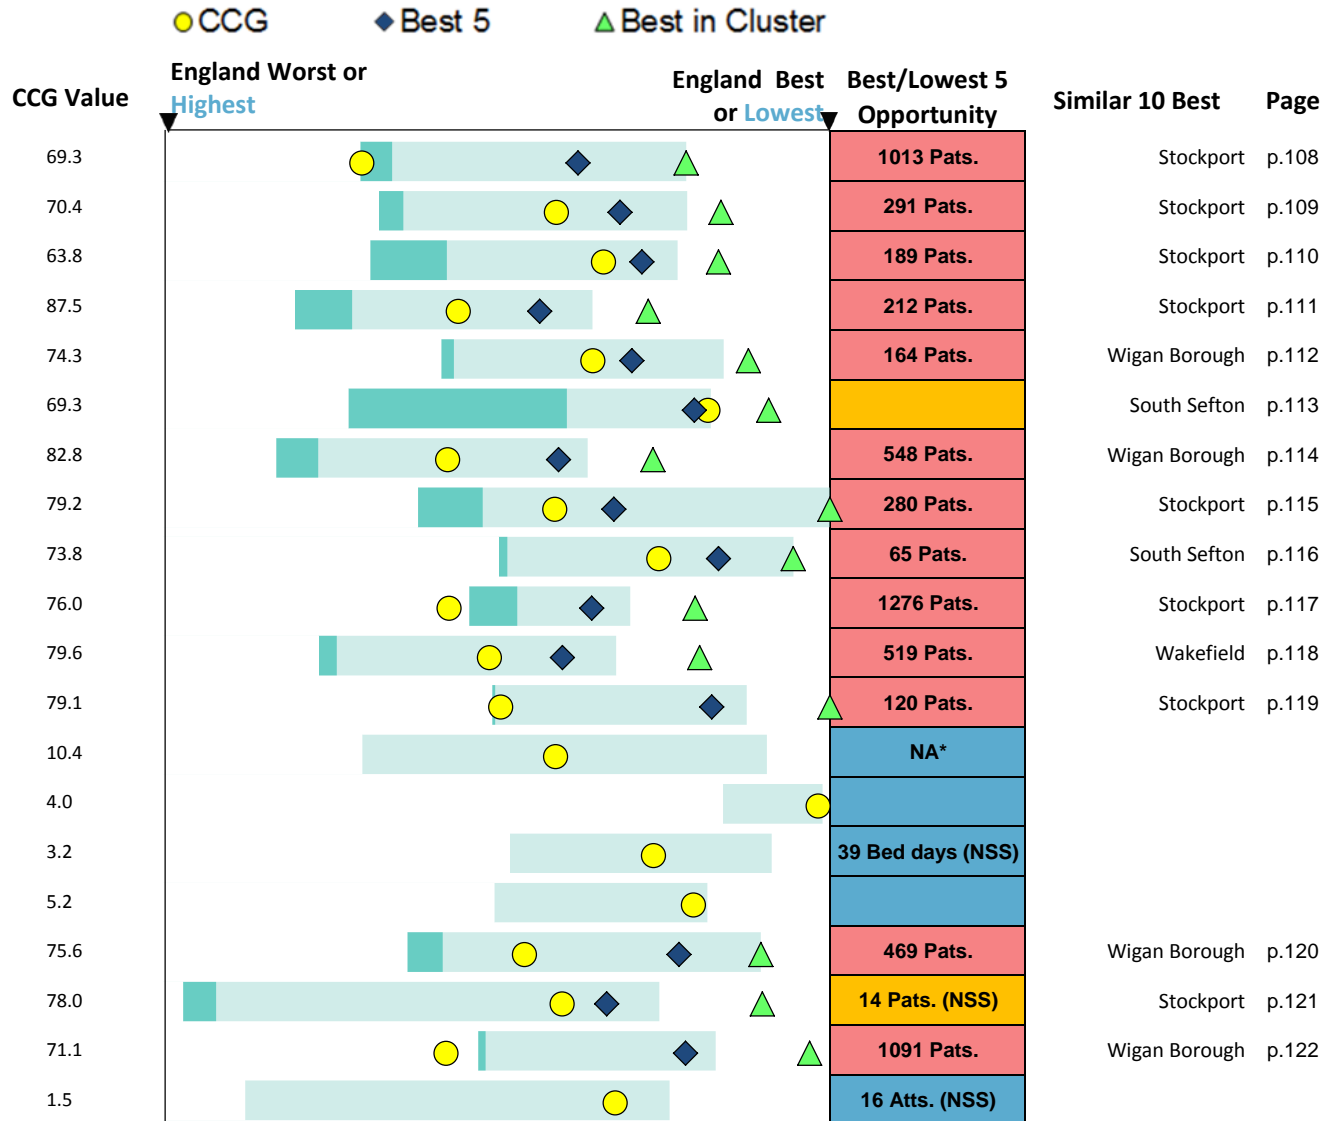 CCG Best 5 Best in Cluster
CCG Value
England Worst or
Highest
England Best
or Lowest
Best/Lowest 5
Opportunity
Similar 10 Best
Page
69.3 1013 Pats. Stockport p.108
70.4 291 Pats. Stockport p.109
63.8 189 Pats. Stockport p.110
87.5 212 Pats. Stockport p.111
74.3 164 Pats. Wigan Borough p.112
69.3 South Sefton p.113
82.8 548 Pats. Wigan Borough p.114
79.2 280 Pats. Stockport p.115
73.8 65 Pats. South Sefton p.116
76.0 1276 Pats. Stockport p.117
79.6 519 Pats. Wakefield p.118
79.1 120 Pats. Stockport p.119
10.4 NA*
4.0
3.2 39 Bed days (NSS)
5.2
75.6 469 Pats. Wigan Borough p.120
78.0 14 Pats. (NSS) Stockport p.121
71.1 1091 Pats. Wigan Borough p.122
1.5 16 Atts. (NSS)